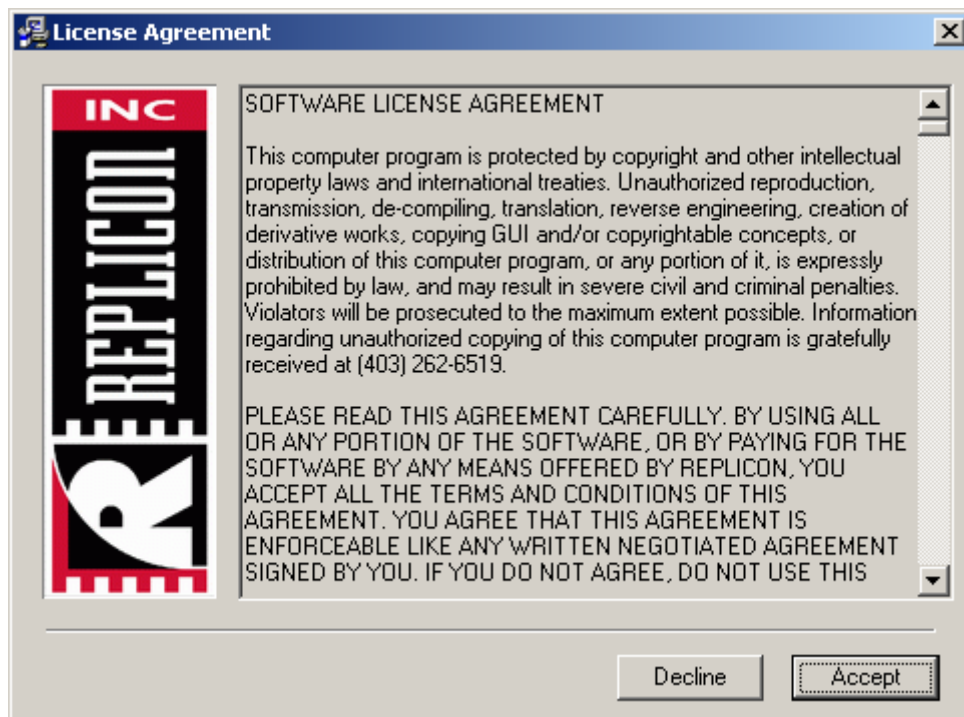 License Agreement
INC
REPLICON
R
SOFTWARE LICENSE AGREEMENT
This computer program is protected by copyright and other intellectual
property laws and international treaties. Unauthorized reproduction,
transmission, de-compiling, translation, reverse engineering, creation of
derivative works, copying GUI and/or copyrightable concepts, or
distribution of this computer program, or any portion of it, is expressly
prohibited by law, and may result in severe civil and criminal penalties.
Violators will be prosecuted to the maximum extent possible. Information
regarding unauthorized copying of this computer program is gratefully
received at (403) 262-6519.
PLEASE READ THIS AGREEMENT CAREFULLY. BY USING ALL
OR ANY PORTION OF THE SOFTWARE, OR BY PAYING FOR THE
SOFTWARE BY ANY MEANS OFFERED BY REPLICON, YOU
ACCEPT ALL THE TERMS AND CONDITIONS OF THIS
AGREEMENT. YOU AGREE THAT THIS AGREEMENT IS
ENFORCEABLE LIKE ANY WRITTEN NEGOTIATED AGREEMENT
SIGNED BY YOU. IF YOU DO NOT AGREE, DO NOT USE THIS
Decline
Accept